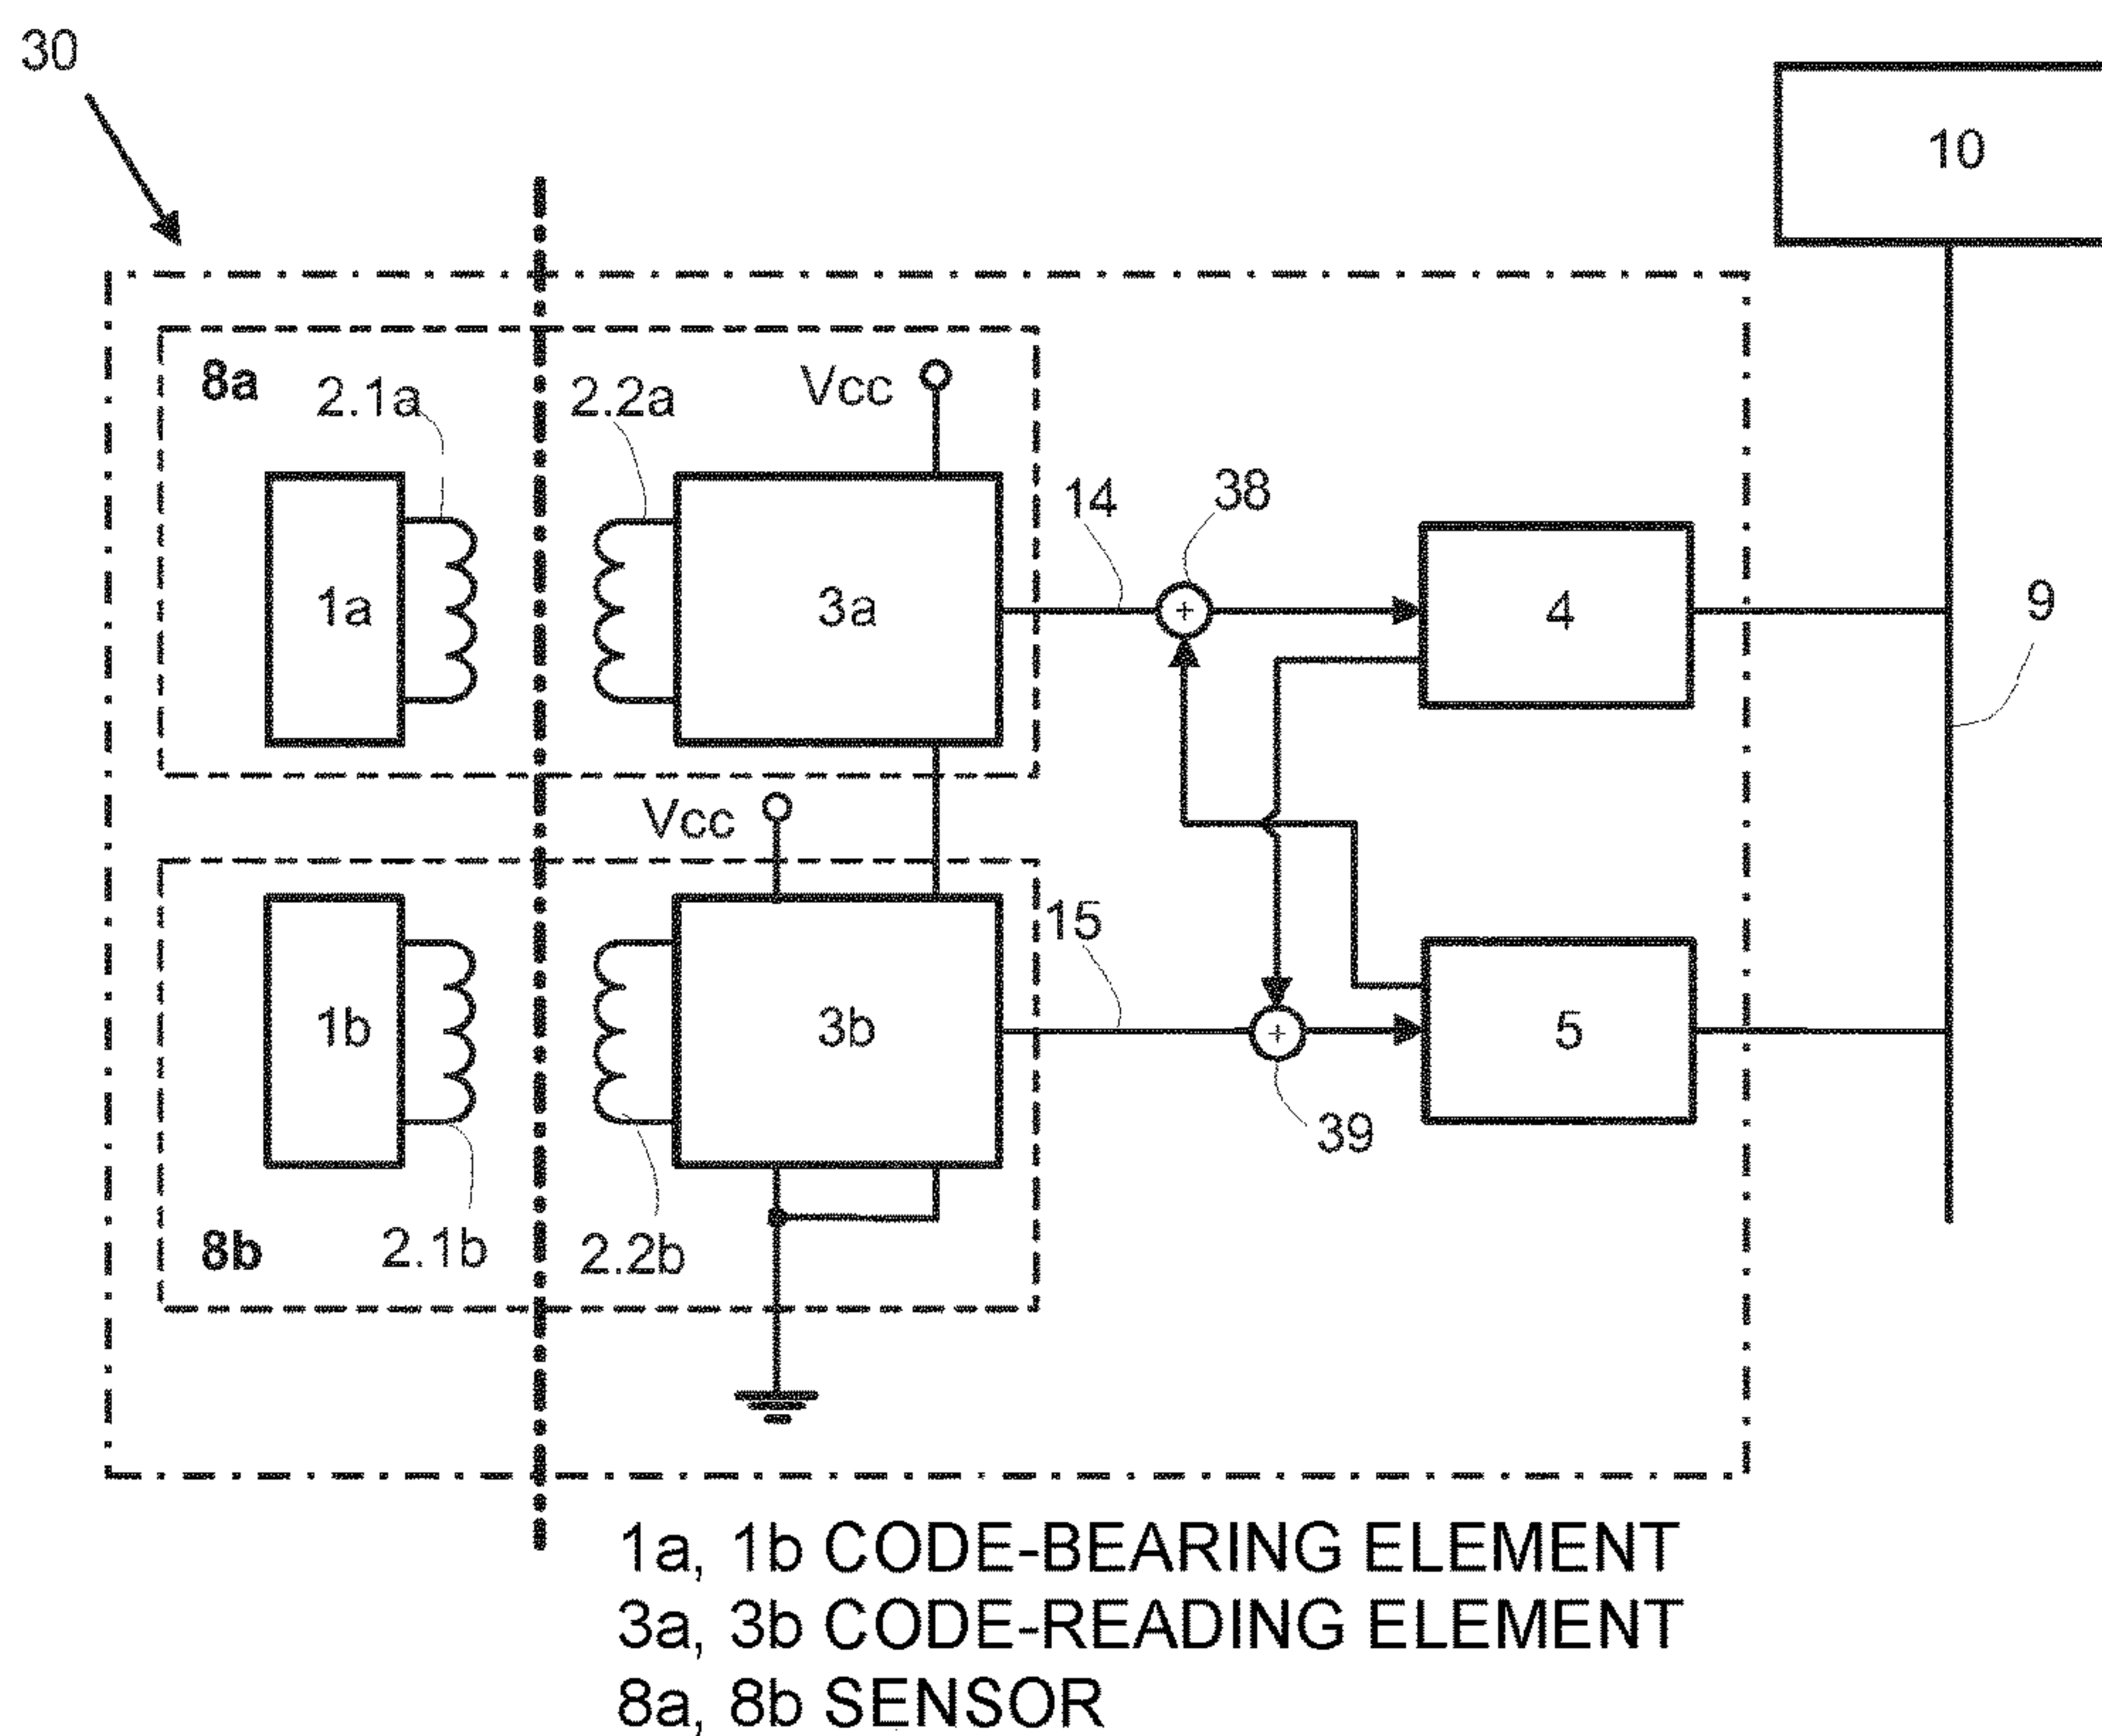 30
10
8a
2.1a
2.2a
Vcc
14
38
1a
3a
4
9
Vcc
15
1b
3b
5
39
8b
2.1b
2.2b
1a, 1b CODE-BEARING ELEMENT
3a, 3b CODE-READING ELEMENT
8a, 8b SENSOR